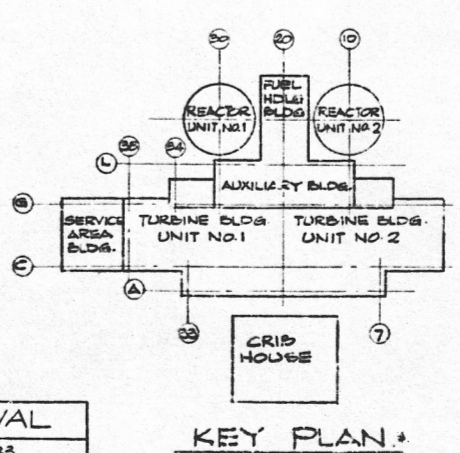 30
20
10
FUEL
HDLG
BLDG
REACTOR
UNIT NO.1
REACTOR
UNIT NO.2
35
34
L
AUXILIARY BLDG.
G
SERVICE
AREA
BLDG.
TURBINE BLDG.
UNIT NO.1
TURBINE BLDG.
UNIT NO. 2
C
A
33
7
CRIB
HOUSE
VAL
KEY PLAN